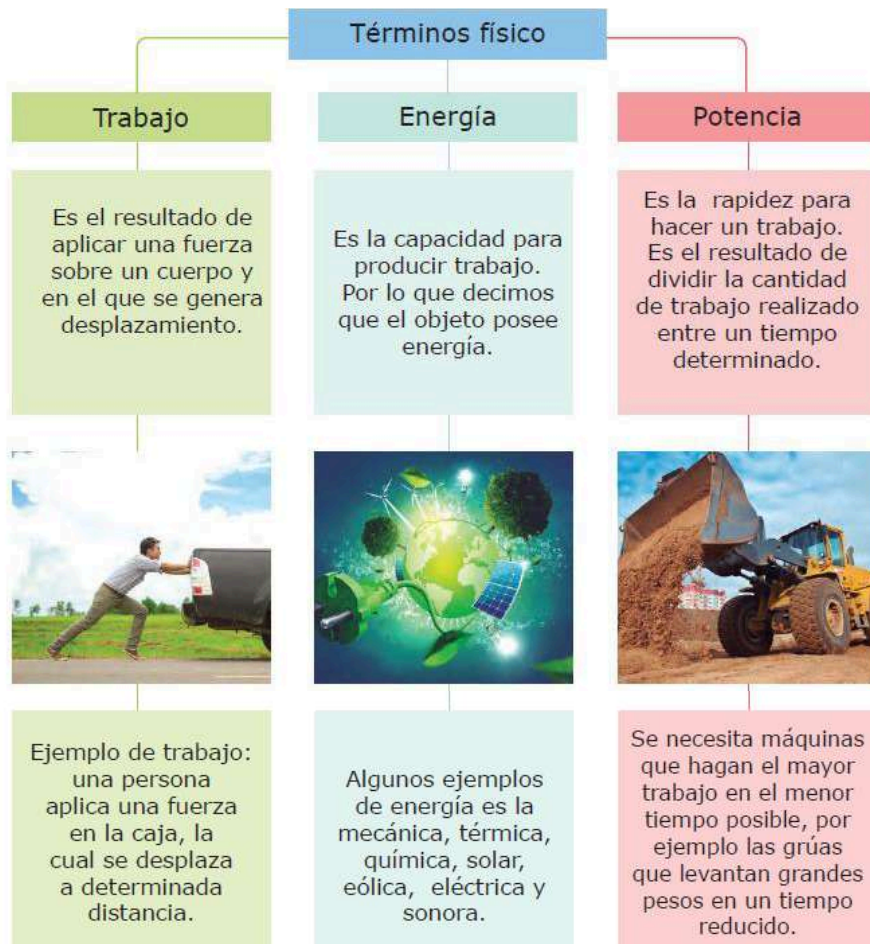 Términos físico
Trabajo
Es el resultado de
aplicar una fuerza
sobre un cuerpo y
en el que se genera
desplazamiento.
Ejemplo de trabajo:
una persona
aplica una fuerza
en la caja, la
cual se desplaza
a determinada
distancia.
Energía
Es la capacidad para
producir trabajo.
Por lo que decimos
que el objeto posee
energía.
Algunos ejemplos
de energía es la
mecánica, térmica,
química, solar,
eólica, eléctrica y
sonora.
Potencia
Es la rapidez para
hacer un trabajo.
Es el resultado de
dividir la cantidad
de trabajo realizado
entre un tiempo
determinado.
Se necesita máquinas
que hagan el mayor
trabajo en el menor
tiempo posible, por
ejemplo las grúas
que levantan grandes
pesos en un tiempo
reducido.